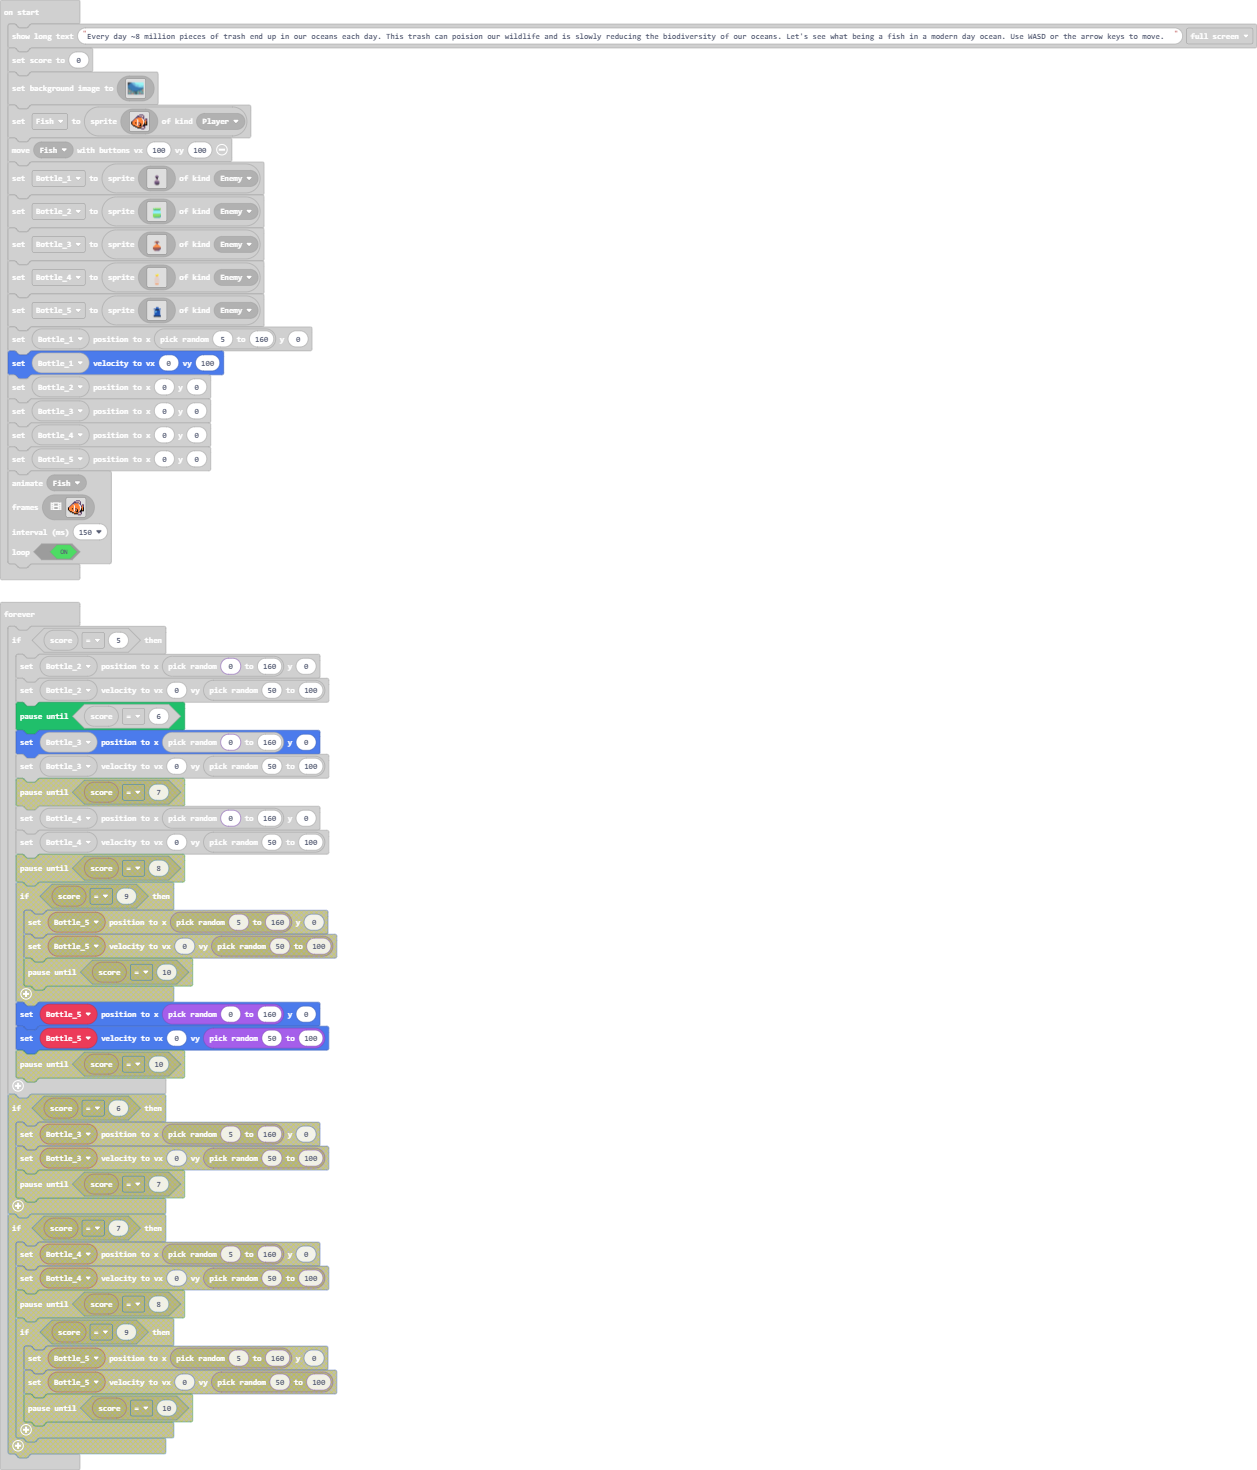 on start
show long text "Every day ~8 million pieces of trash end up in our oceans each day. This trash can poision our wildlife and is slowly reducing the biodiversity of our oceans. Let's see what being a fish in a modern day ocean. Use WASD or the arrow keys to move. " full screen
set score to 0
set background image to
set Fish to sprite of kind Player
move Fish with buttons vx 100 vy 100
set Bottle_1 to sprite of kind Enemy
set Bottle_2 to sprite of kind Enemy
set Bottle_3 to sprite of kind Enemy
set Bottle_4 to sprite of kind Enemy
set Bottle_5 to sprite of kind Enemy
set Bottle_1 position to x pick random 5 to 160 y 0
set Bottle_1 velocity to vx 0 vy 100
set Bottle_2 position to x 0 y 0
set Bottle_3 position to x 0 y 0
set Bottle_4 position to x 0 y 0
set Bottle_5 position to x 0 y 0
animate Fish
frames
interval (ms) 150
loop ON
forever
if score = 5 then
set Bottle_2 position to x pick random 0 to 160 y 0
set Bottle_2 velocity to vx 0 vy pick random 50 to 100
pause until score = 6
set Bottle_3 position to x pick random 0 to 160 y 0
set Bottle_3 velocity to vx 0 vy pick random 50 to 100
pause until score = 7
set Bottle_4 position to x pick random 0 to 160 y 0
set Bottle_4 velocity to vx 0 vy pick random 50 to 100
pause until score = 8
if score = 9 then
set Bottle_5 position to x pick random 5 to 160 y 0
set Bottle_5 velocity to vx 0 vy pick random 50 to 100
pause until score = 10
set Bottle_5 position to x pick random 0 to 160 y 0
set Bottle_5 velocity to vx 0 vy pick random 50 to 100
pause until score = 10
if score = 6 then
set Bottle_3 position to x pick random 5 to 160 y 0
set Bottle_3 velocity to vx 0 vy pick random 50 to 100
pause until score = 7
if score = 7 then
set Bottle_4 position to x pick random 5 to 160 y 0
set Bottle_4 velocity to vx 0 vy pick random 50 to 100
pause until score = 8
if score = 9 then
set Bottle_5 position to x pick random 5 to 160 y 0
set Bottle_5 velocity to vx 0 vy pick random 50 to 100
pause until score = 10